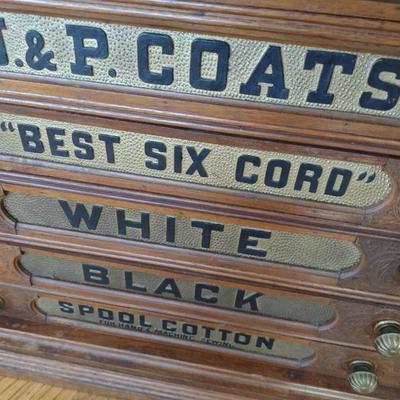 J.&P. COATS
"BEST SIX CORD"
WHITE
BLACK
SPOOL COTTON
FOR HAND & MACHINE SEWING